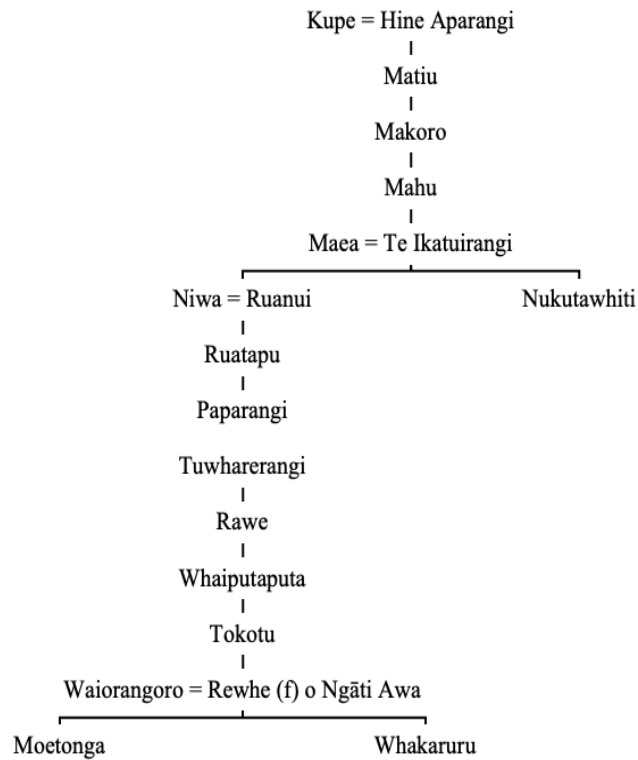 Kupe = Hine Aparangi
Matiu
Makoro
Mahu
Maea = Te Ikatuirangi
Niwa = Ruanui Nukutawhiti
Ruatapu
Paparangi
Tuwharerangi
Rawe
Whaiputaputa
Tokotu
Waiorangoro = Rewhe (f) o Ngāti Awa
Moetonga Whakaruru